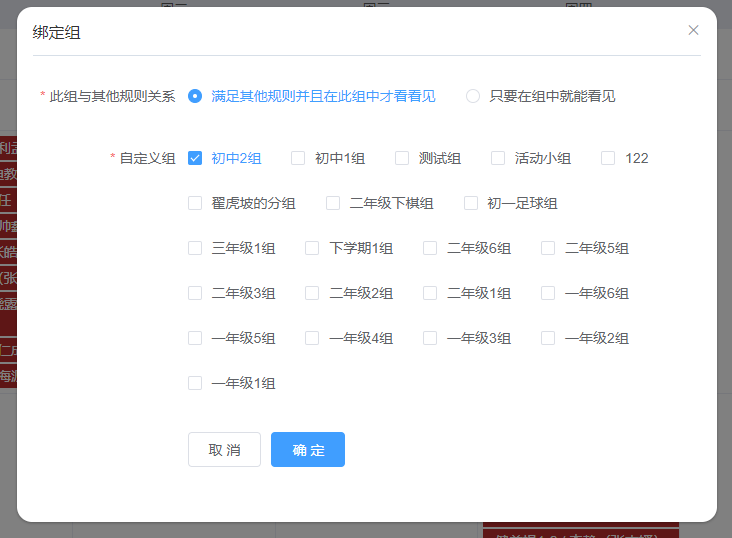 绑定组
* 此组与其他规则关系 满足其他规则并且在此组中才看看见 只要在组中就能看见
* 自定义组 初中2组 初中1组 测试组 活动小组 122
翟虎坡的分组 二年级下棋组 初一足球组
三年级1组 下学期1组 二年级6组 二年级5组
二年级3组 二年级2组 二年级1组 一年级6组
一年级5组 一年级4组 一年级3组 一年级2组
一年级1组
取消 确定